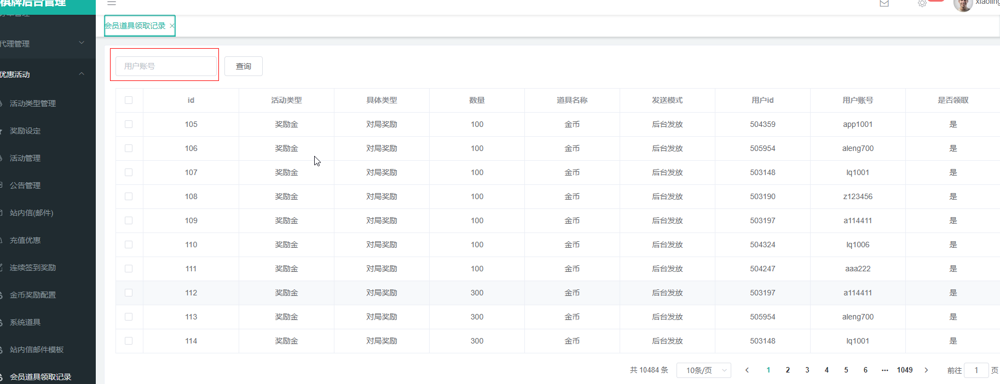 棋牌后台管理
xiaoling
会员道具领取记录
代理管理
优惠活动
活动类型管理
奖励设定
活动管理
公告管理
站内信(邮件)
充值优惠
连续签到奖励
金币奖励配置
系统道具
站内信邮件模板
会员道具领取记录
用户账号 查询
id 活动类型 具体类型 数量 道具名称 发送模式 用户id 用户账号 是否领取
105 奖励金 对局奖励 100 金币 后台发放 504359 app1001 是
106 奖励金 对局奖励 100 金币 后台发放 505954 aleng700 是
107 奖励金 对局奖励 100 金币 后台发放 503148 lq1001 是
108 奖励金 对局奖励 100 金币 后台发放 503190 z123456 是
109 奖励金 对局奖励 100 金币 后台发放 503197 a114411 是
110 奖励金 对局奖励 100 金币 后台发放 504324 lq1006 是
111 奖励金 对局奖励 100 金币 后台发放 504247 aaa222 是
112 奖励金 对局奖励 300 金币 后台发放 503197 a114411 是
113 奖励金 对局奖励 300 金币 后台发放 505954 aleng700 是
114 奖励金 对局奖励 300 金币 后台发放 503148 lq1001 是
共 10484 条 10条/页 1 2 3 4 5 6 ••• 1049 前往 1 页